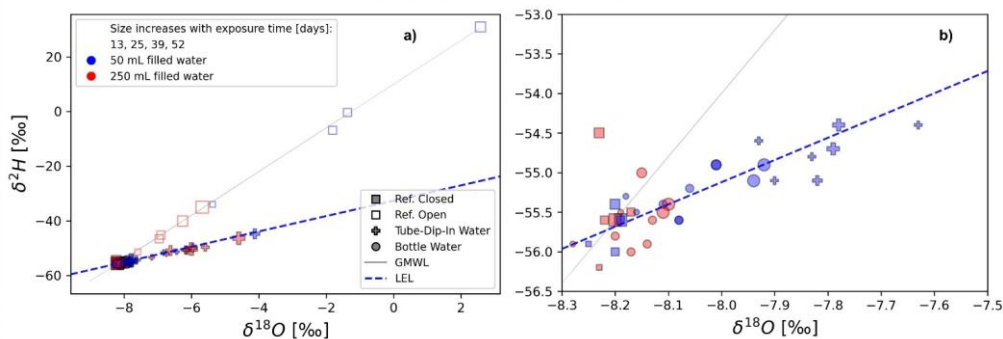 Size increases with exposure time [days]:
13, 25, 39, 52
50 mL filled water
250 mL filled water
a)
20
0
−20
−40
−60
δ²H [‰]
Ref. Closed
Ref. Open
Tube-Dip-In Water
Bottle Water
GMWL
LEL
−8
−6
−4
−2
0
2
δ¹⁸O [‰]
b)
−53.0
−53.5
−54.0
−54.5
−55.0
−55.5
−56.0
−56.5
−8.3
−8.2
−8.1
−8.0
−7.9
−7.8
−7.7
−7.6
−7.5
δ¹⁸O [‰]